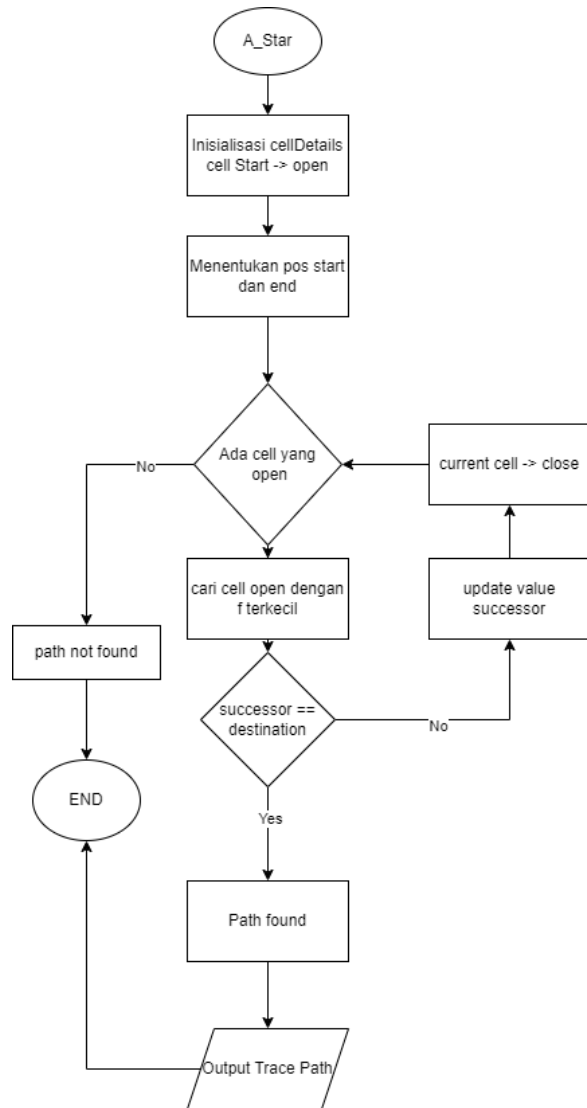 A_Star
Inisialisasi cellDetails
cell Start -> open
Menentukan pos start
dan end
Ada cell yang
open
No
current cell -> close
cari cell open dengan
f terkecil
update value
successor
path not found
successor ==
destination
No
END
Yes
Path found
Output Trace Path